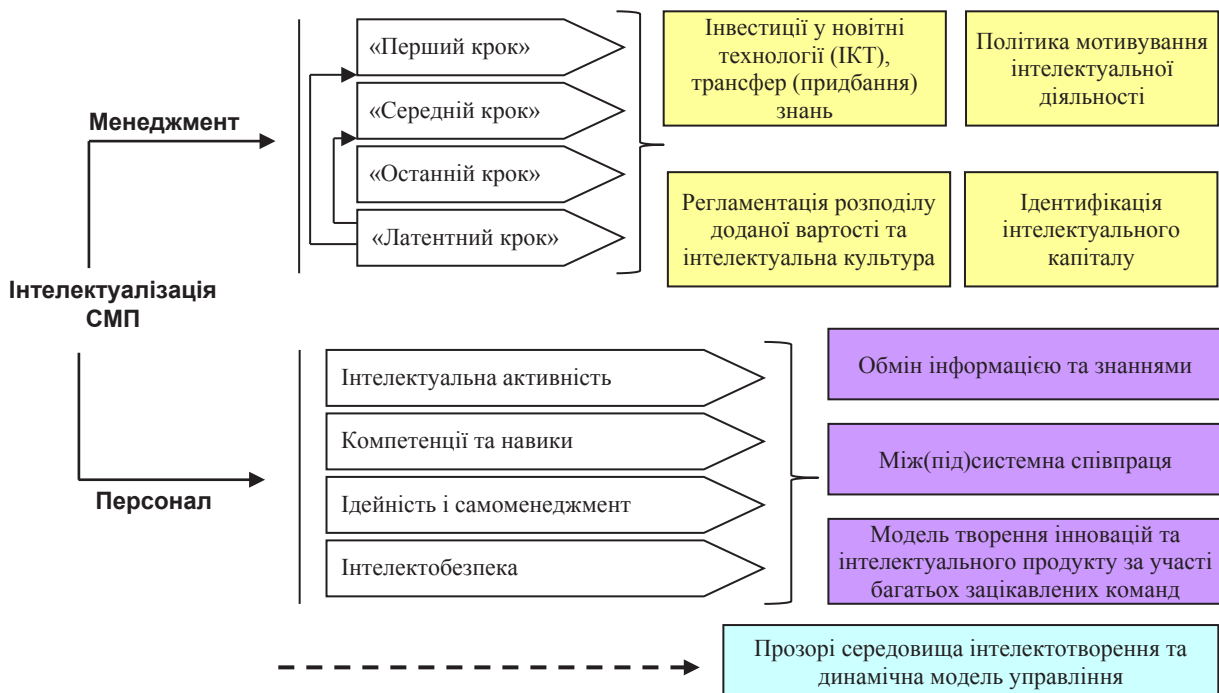 «Перший крок»
«Середній крок»
«Останній крок»
«Латентний крок»
Менеджмент
Інвестиції у новітні
технології (ІКТ),
трансфер (придбання)
знань
Політика мотивування
інтелектуальної
діяльності
Регламентація розподілу
доданої вартості та
інтелектуальна культура
Ідентифікація
інтелектуального
капіталу
Інтелектуалізація
СМП
Персонал
Інтелектуальна активність
Компетенції та навики
Ідейність і самоменеджмент
Інтелектобезпека
Обмін інформацією та знаннями
Між(під)системна співпраця
Модель творення інновацій та
інтелектуального продукту за участі
багатьох зацікавлених команд
Прозорі середовища інтелектотворення та
динамічна модель управління